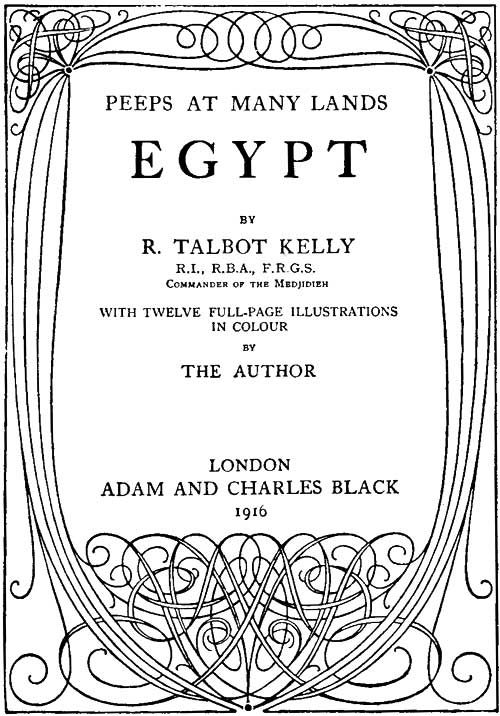 PEEPS AT MANY LANDS
EGYPT
BY
R. TALBOT KELLY
R.I., R.B.A., F.R.G.S.
COMMANDER OF THE MEDJIDIEH
WITH TWELVE FULL-PAGE ILLUSTRATIONS
IN COLOUR
BY
THE AUTHOR
LONDON
ADAM AND CHARLES BLACK
1916